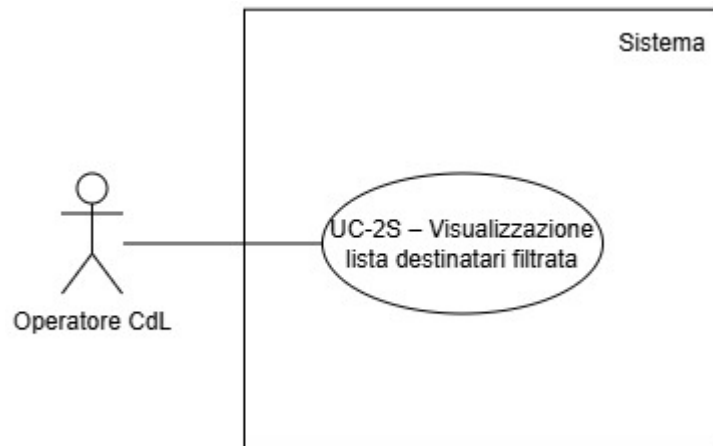 Sistema
UC-2S – Visualizzazione
lista destinatari filtrata
Operatore CdL